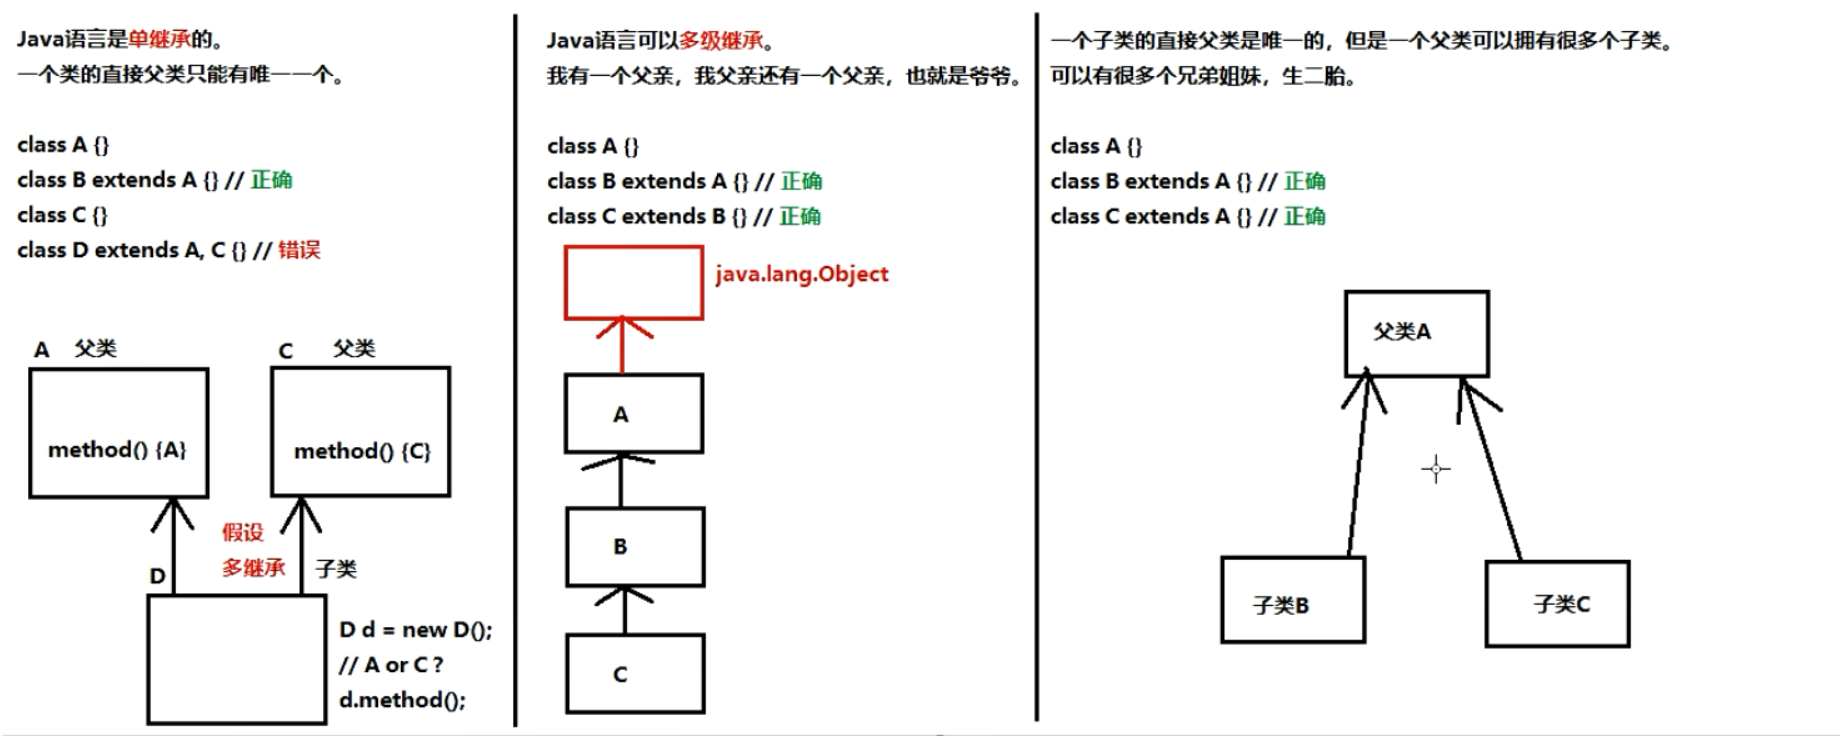 Java语言是单继承的。
一个类的直接父类只能有唯一一个。
class A {}
class B extends A {} // 正确
class C {}
class D extends A, C {} // 错误
A 父类
C 父类
method() {A}
method() {C}
假设
多继承
D
子类
D d = new D();
// A or C ?
d.method();
Java语言可以多级继承。
我有一个父亲，我父亲还有一个父亲，也就是爷爷。
class A {}
class B extends A {} // 正确
class C extends B {} // 正确
java.lang.Object
A
B
C
一个子类的直接父类是唯一的，但是一个父类可以拥有很多个子类。
可以有很多个兄弟姐妹，生二胎。
class A {}
class B extends A {} // 正确
class C extends A {} // 正确
父类A
子类B
子类C